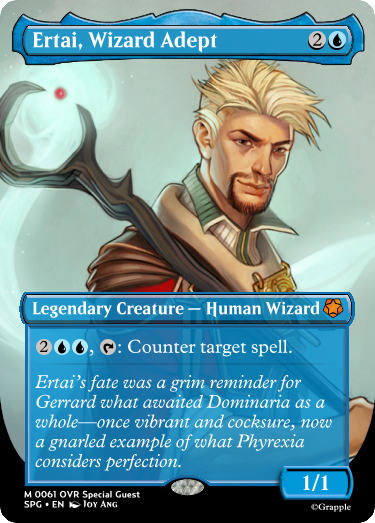 Ertai, Wizard Adept 2
Legendary Creature — Human Wizard
2, : Counter target spell.
Ertai's fate was a grim reminder for
Gerrard what awaited Dominaria as a
whole—once vibrant and cocksure, now
a gnarled example of what Phyrexia
considers perfection.
1/1
M 0061 OVR Special Guest
SPG • EN Joy Ang
©Grapple